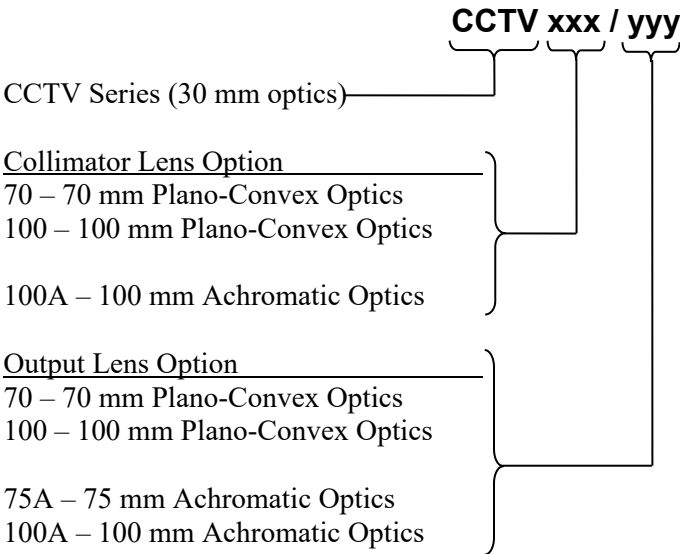 CCTV xxx / yyy
CCTV Series (30 mm optics)
Collimator Lens Option
70 – 70 mm Plano-Convex Optics
100 – 100 mm Plano-Convex Optics
100A – 100 mm Achromatic Optics
Output Lens Option
70 – 70 mm Plano-Convex Optics
100 – 100 mm Plano-Convex Optics
75A – 75 mm Achromatic Optics
100A – 100 mm Achromatic Optics